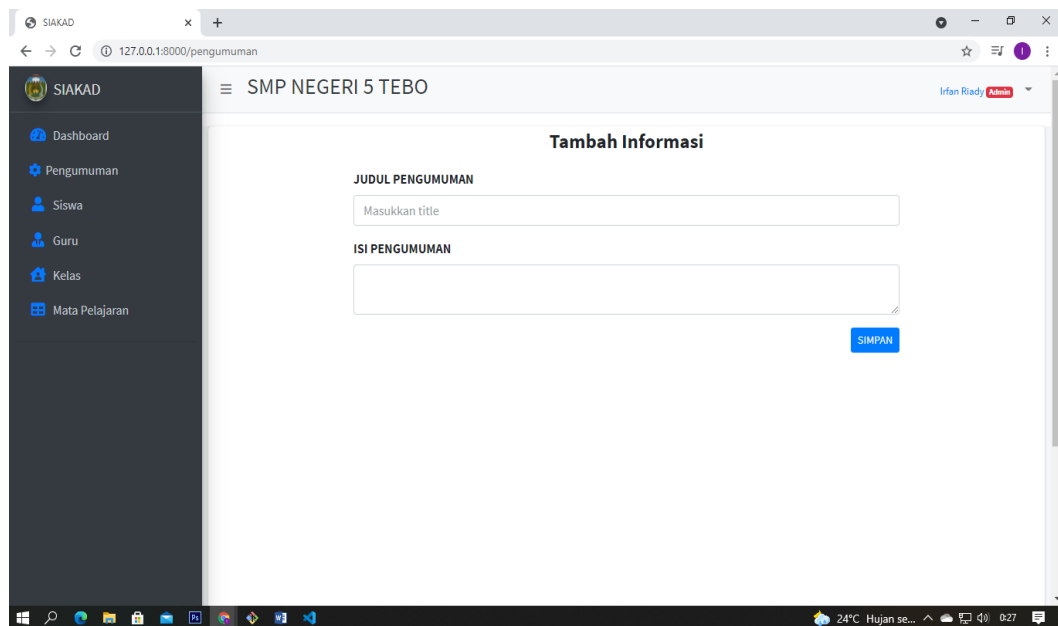 SIAKAD
127.0.0.1:8000/pengumuman
I
SIAKAD
SMP NEGERI 5 TEBO
Irfan Riady Admin
Dashboard
Pengumuman
Siswa
Guru
Kelas
Mata Pelajaran
Tambah Informasi
JUDUL PENGUMUMAN
Masukkan title
ISI PENGUMUMAN
SIMPAN
Ps
24°C Hujan se...
0:27